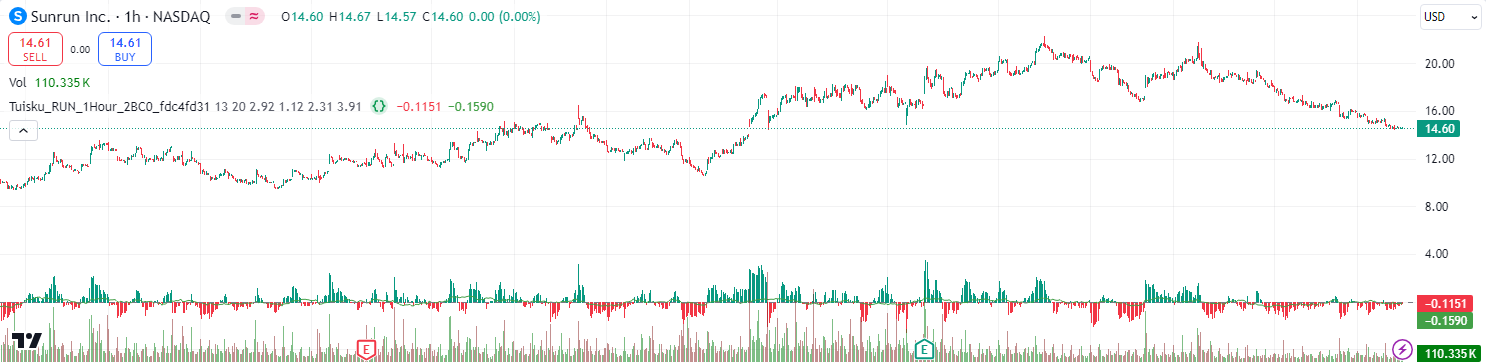 S Sunrun Inc. · 1h · NASDAQ O14.60 H14.67 L14.57 C14.60 0.00 (0.00%)
USD
14.61 SELL 0.00 14.61 BUY
Vol 110.335 K
Tuisku_RUN_1Hour_2BC0_fdc4fd31 13 20 2.92 1.12 2.31 3.91 {} −0.1151 −0.1590
20.00
16.00
14.60
12.00
8.00
4.00
−0.1151
−0.1590
E
E
110.335 K